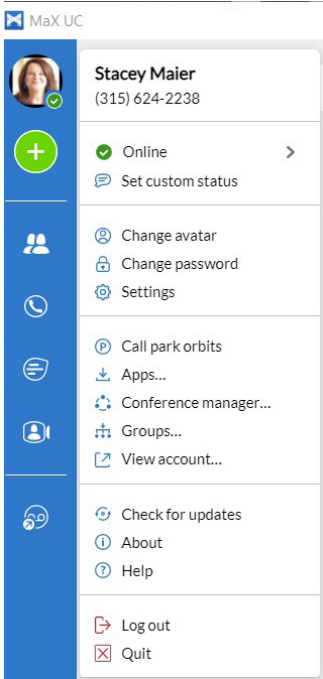 MaX UC
Stacey Maier
(315) 624-2238
Online
Set custom status
Change avatar
Change password
Settings
Call park orbits
Apps...
Conference manager...
Groups...
View account...
Check for updates
About
Help
Log out
Quit